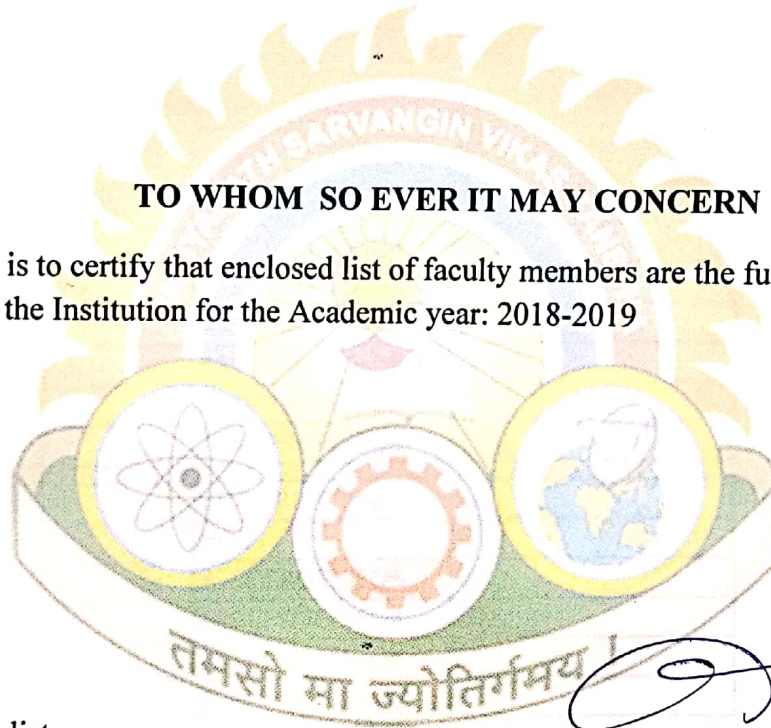 SARVANGIN VIKAS
TO WHOM SO EVER IT MAY CONCERN
is to certify that enclosed list of faculty members are the fu
the Institution for the Academic year: 2018-2019
तमसो मा ज्योतिर्गमय !